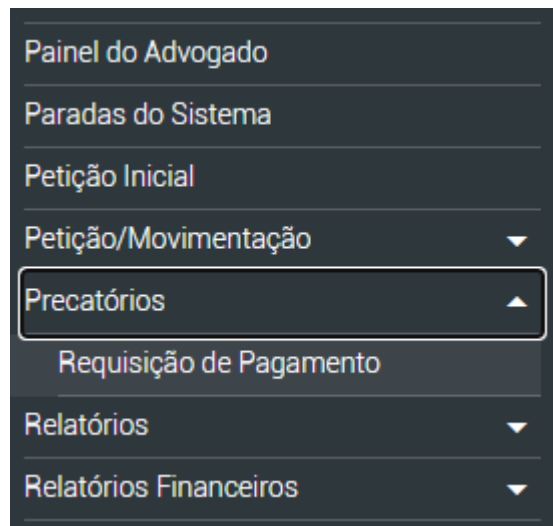 Painel do Advogado
Paradas do Sistema
Petição Inicial
Petição/Movimentação
Precatórios
Requisição de Pagamento
Relatórios
Relatórios Financeiros